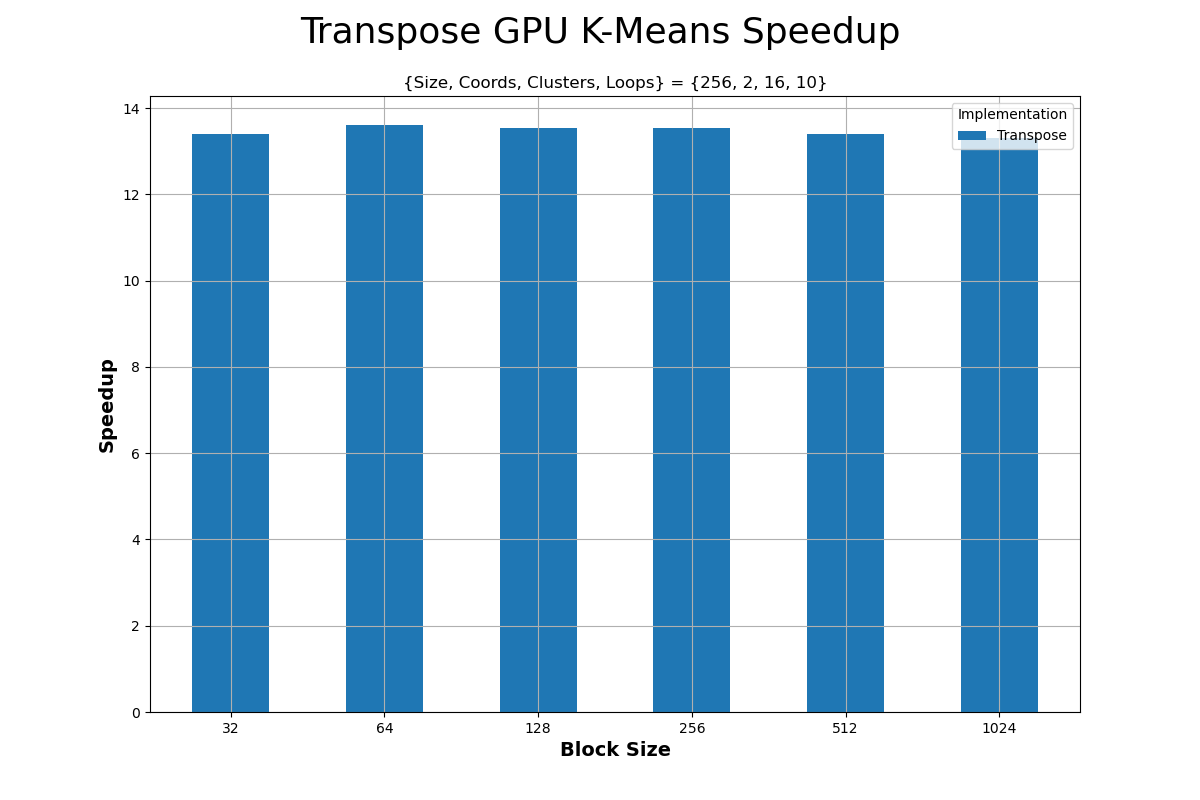 Transpose GPU K-Means Speedup
{Size, Coords, Clusters, Loops} = {256, 2, 16, 10}
Implementation
Transpose
Speedup
14
12
10
8
6
4
2
0
32 64 128 256 512 1024
Block Size